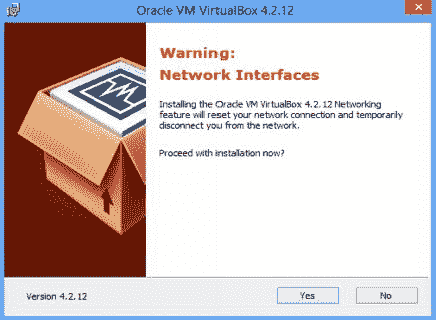 Oracle VM VirtualBox 4.2.12
Warning:
Network Interfaces
Installing the Oracle VM VirtualBox 4.2.12 Networking
feature will reset your network connection and temporarily
disconnect you from the network.
Proceed with installation now?
Version 4.2.12
Yes
No